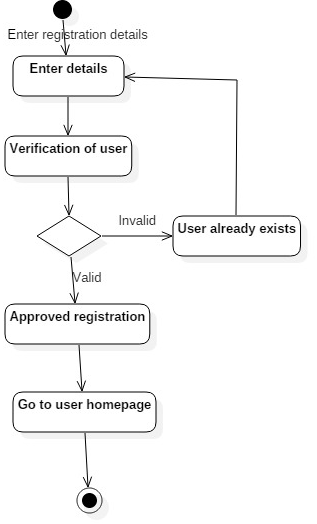 Enter registration details
Enter details
Verification of user
Invalid
User already exists
Valid
Approved registration
Go to user homepage